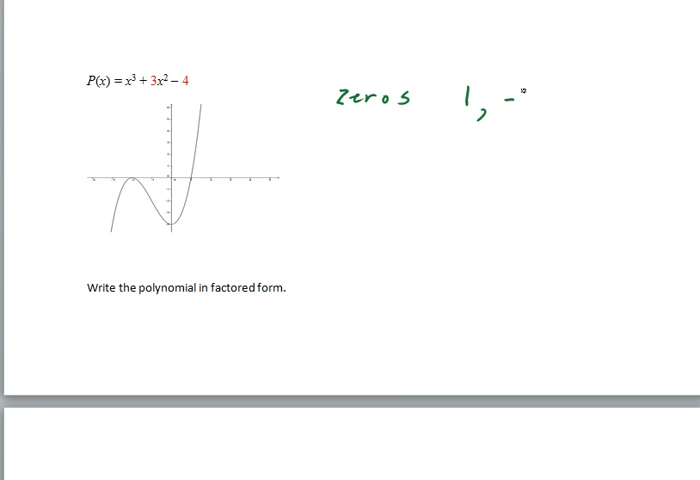 P(x) = x³ + 3x² – 4
zeros 1, -
Write the polynomial in factored form.